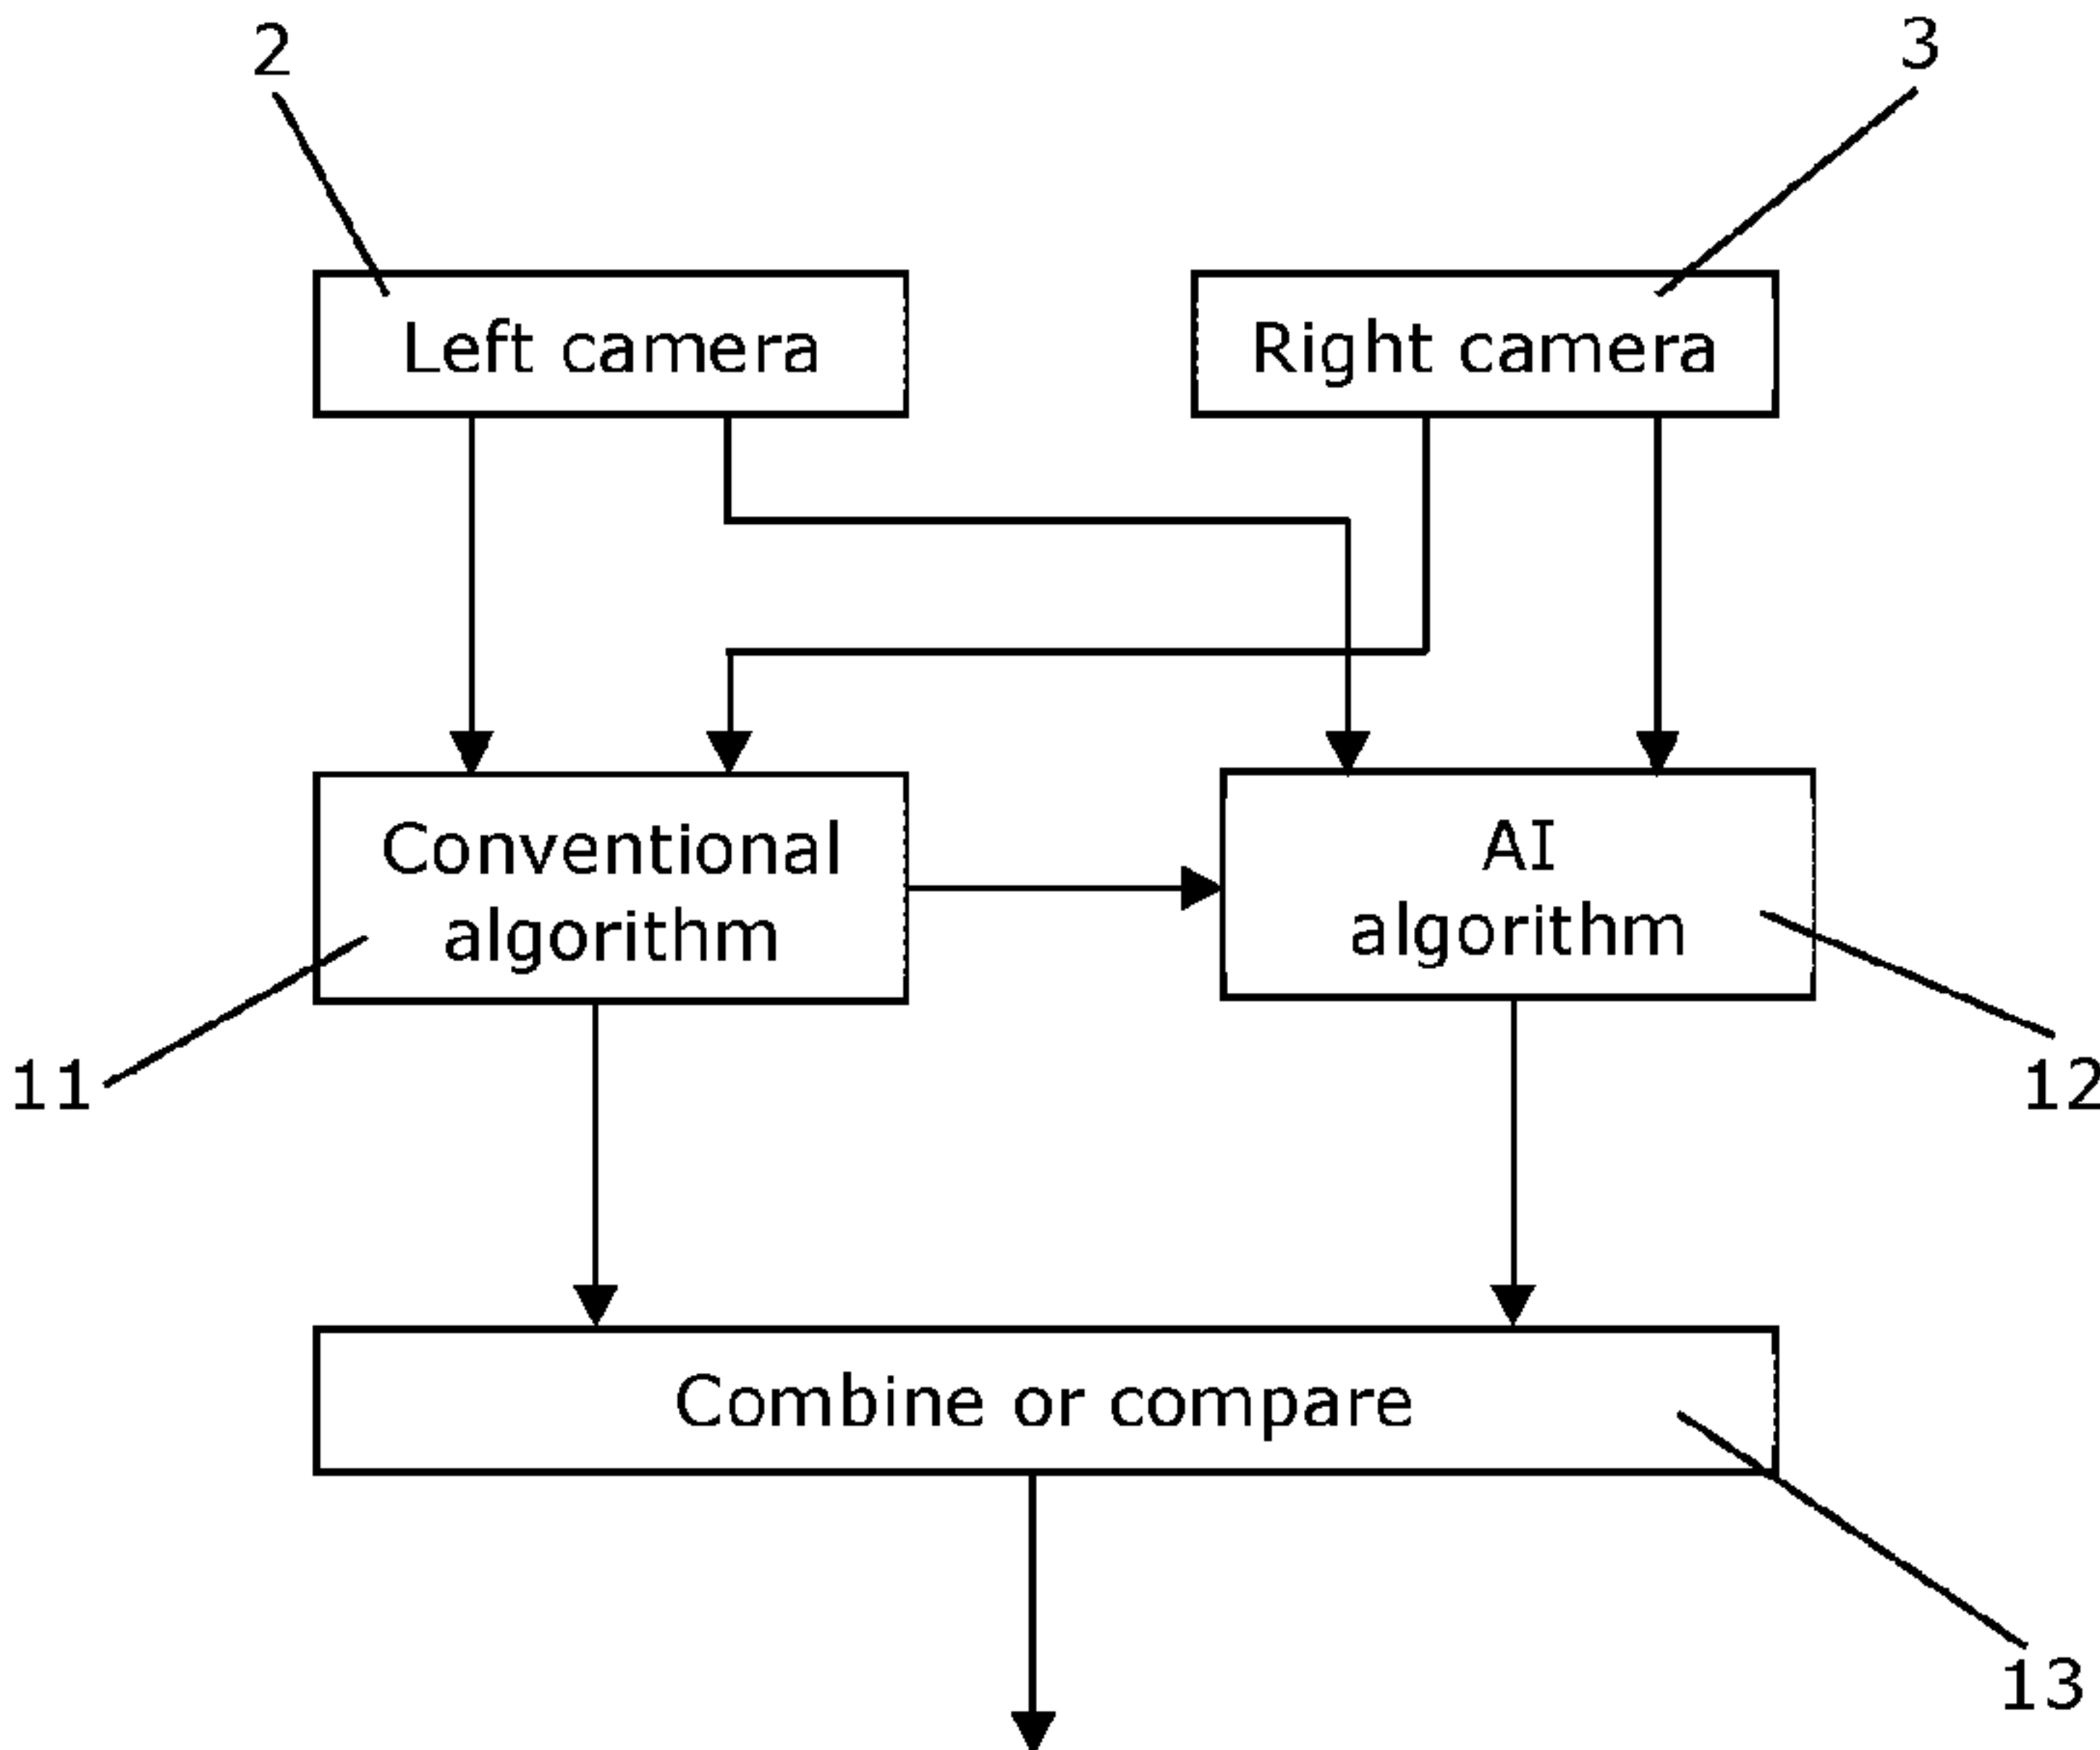 2
3
Left camera
Right camera
Conventional
algorithm
AI
algorithm
11
12
Combine or compare
13